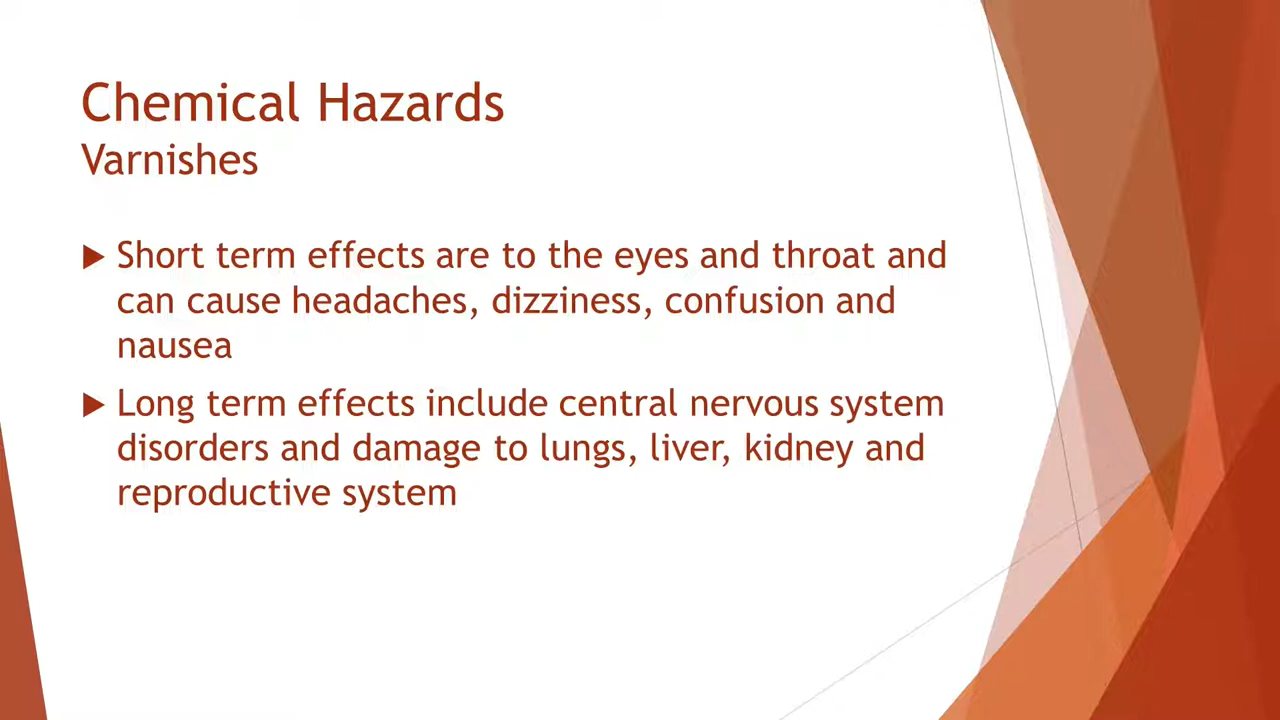 Chemical Hazards
Varnishes
Short term effects are to the eyes and throat and
can cause headaches, dizziness, confusion and
nausea
Long term effects include central nervous system
disorders and damage to lungs, liver, kidney and
reproductive system